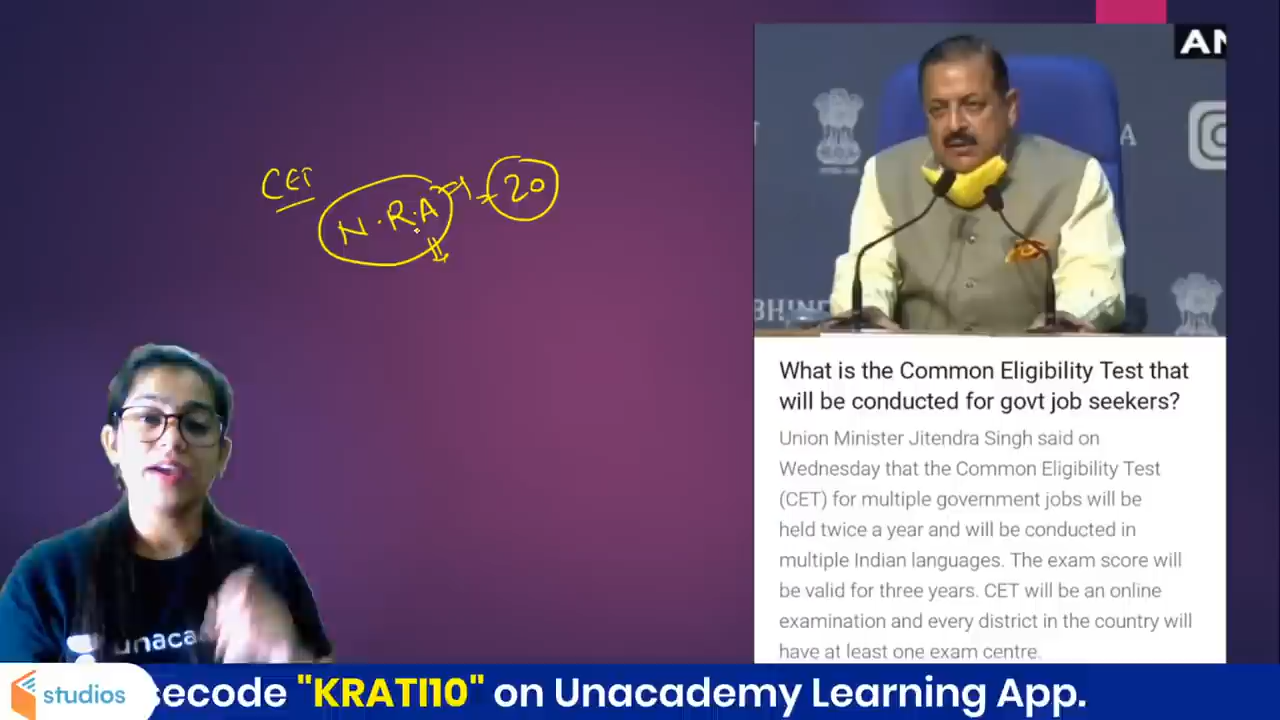 AN
CET
N.R.A
20
A
BHIND
What is the Common Eligibility Test that
will be conducted for govt job seekers?
Union Minister Jitendra Singh said on
Wednesday that the Common Eligibility Test
(CET) for multiple government jobs will be
held twice a year and will be conducted in
multiple Indian languages. The exam score will
be valid for three years. CET will be an online
examination and every district in the country will
have at least one exam centre.
unaca
studios
secode "KRATI10" on Unacademy Learning App.